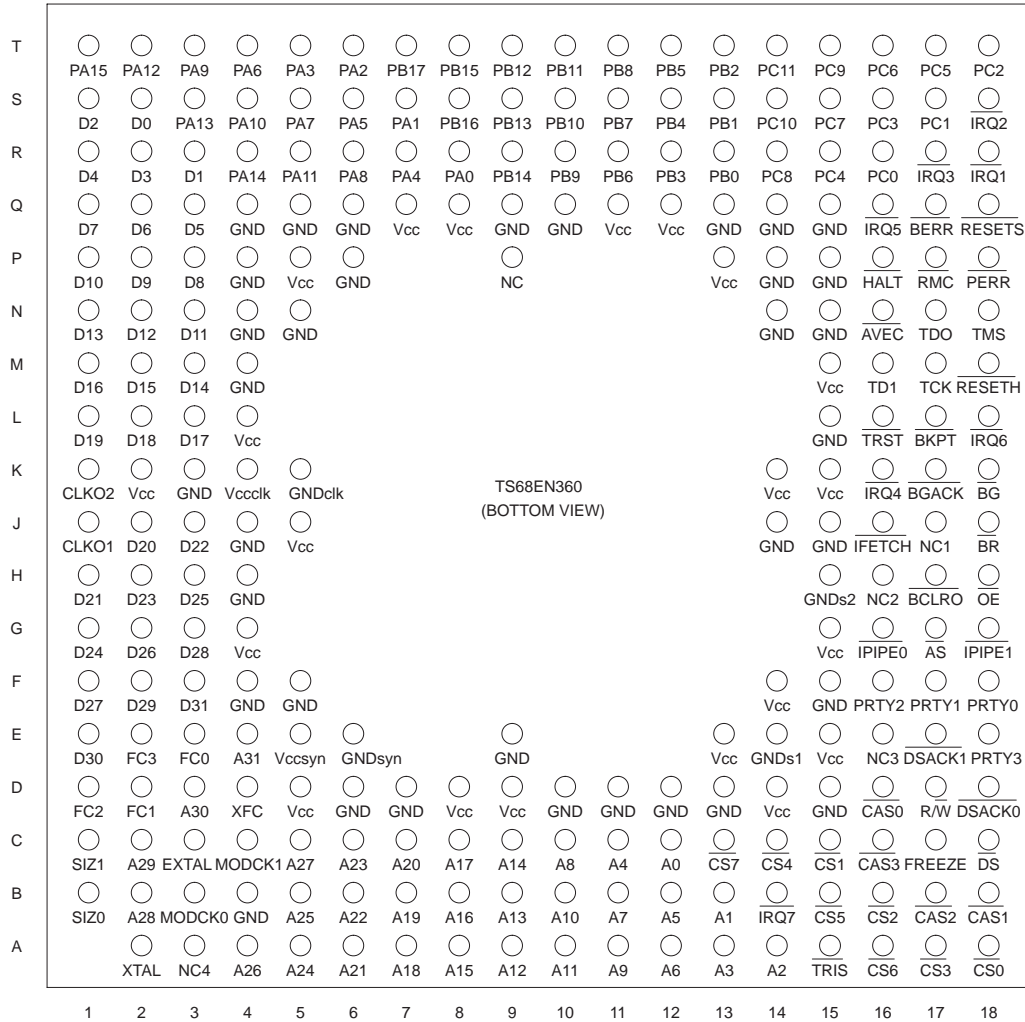 T
PA15 PA12 PA9 PA6 PA3 PA2 PB17 PB15 PB12 PB11 PB8 PB5 PB2 PC11 PC9 PC6 PC5 PC2
S
D2 D0 PA13 PA10 PA7 PA5 PA1 PB16 PB13 PB10 PB7 PB4 PB1 PC10 PC7 PC3 PC1 IRQ2
R
D4 D3 D1 PA14 PA11 PA8 PA4 PA0 PB14 PB9 PB6 PB3 PB0 PC8 PC4 PC0 IRQ3 IRQ1
Q
D7 D6 D5 GND GND GND Vcc Vcc GND GND Vcc Vcc GND GND GND IRQ5 BERR RESETS
P
D10 D9 D8 GND Vcc GND NC Vcc GND GND HALT RMC PERR
N
D13 D12 D11 GND GND GND GND AVEC TDO TMS
M
D16 D15 D14 GND Vcc TD1 TCK RESETH
L
D19 D18 D17 Vcc GND TRST BKPT IRQ6
K
CLKO2 Vcc GND Vccclk GNDclk Vcc Vcc IRQ4 BGACK BG
TS68EN360
(BOTTOM VIEW)
J
CLKO1 D20 D22 GND Vcc GND GND IFETCH NC1 BR
H
D21 D23 D25 GND GNDs2 NC2 BCLRO OE
G
D24 D26 D28 Vcc Vcc IPIPE0 AS IPIPE1
F
D27 D29 D31 GND GND Vcc GND PRTY2 PRTY1 PRTY0
E
D30 FC3 FC0 A31 Vccsyn GNDsyn GND Vcc GNDs1 Vcc NC3 DSACK1 PRTY3
D
FC2 FC1 A30 XFC Vcc GND GND Vcc Vcc GND GND GND GND Vcc GND CAS0 R/W DSACK0
C
SIZ1 A29 EXTAL MODCK1 A27 A23 A20 A17 A14 A8 A4 A0 CS7 CS4 CS1 CAS3 FREEZE DS
B
SIZ0 A28 MODCK0 GND A25 A22 A19 A16 A13 A10 A7 A5 A1 IRQ7 CS5 CS2 CAS2 CAS1
A
XTAL NC4 A26 A24 A21 A18 A15 A12 A11 A9 A6 A3 A2 TRIS CS6 CS3 CS0
1 2 3 4 5 6 7 8 9 10 11 12 13 14 15 16 17 18